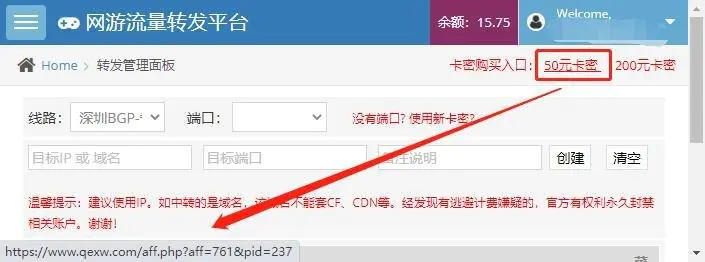 网游流量转发平台
余额：15.75
Welcome,
Home > 转发管理面板
卡密购买入口：50元卡密 200元卡密
线路：深圳BGP- 端口：没有端口？使用新卡密?
目标IP 或 域名 目标端口 备注说明 创建 清空
温馨提示：建议使用IP。如中转的是域名，该域名不能套CF、CDN等。经发现有逃避计费嫌疑的，官方有权利永久封禁
相关账户。谢谢！
https://www.qexw.com/aff.php?aff=761&pid=237